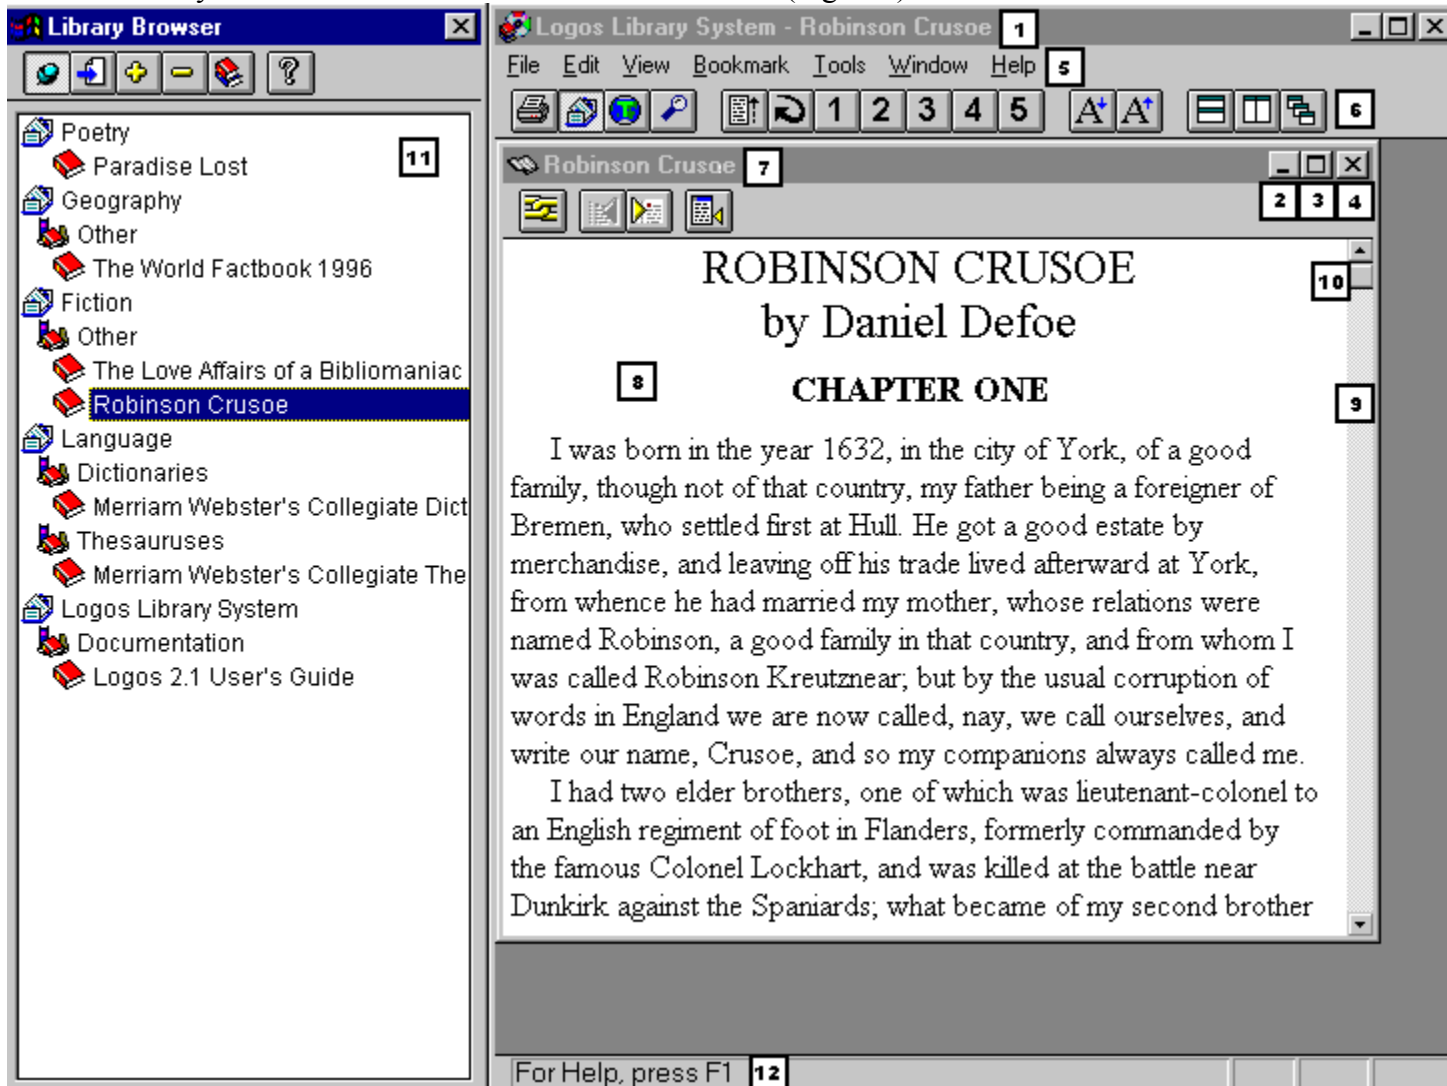 Library Browser
Poetry
Paradise Lost
11
Geography
Other
The World Factbook 1996
Fiction
Other
The Love Affairs of a Bibliomaniac
Robinson Crusoe
Language
Dictionaries
Merriam Webster's Collegiate Dict
Thesauruses
Merriam Webster's Collegiate The
Logos Library System
Documentation
Logos 2.1 User's Guide
Logos Library System - Robinson Crusoe 1
File Edit View Bookmark Tools Window Help 5
1 2 3 4 5 A A 6
Robinson Crusoe 7
2 3 4
ROBINSON CRUSOE
10
by Daniel Defoe
8 CHAPTER ONE
9
I was born in the year 1632, in the city of York, of a good
family, though not of that country, my father being a foreigner of
Bremen, who settled first at Hull. He got a good estate by
merchandise, and leaving off his trade lived afterward at York,
from whence he had married my mother, whose relations were
named Robinson, a good family in that country, and from whom I
was called Robinson Kreutznear; but by the usual corruption of
words in England we are now called, nay, we call ourselves, and
write our name, Crusoe, and so my companions always called me.
I had two elder brothers, one of which was lieutenant-colonel to
an English regiment of foot in Flanders, formerly commanded by
the famous Colonel Lockhart, and was killed at the battle near
Dunkirk against the Spaniards; what became of my second brother
For Help, press F1 12